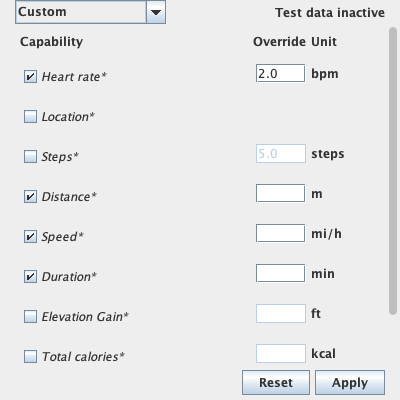 Custom Test data inactive
Capability Override Unit
Heart rate* 2.0 bpm
Location*
Steps* 5.0 steps
Distance* m
Speed* mi/h
Duration* min
Elevation Gain* ft
Total calories* kcal
Reset Apply